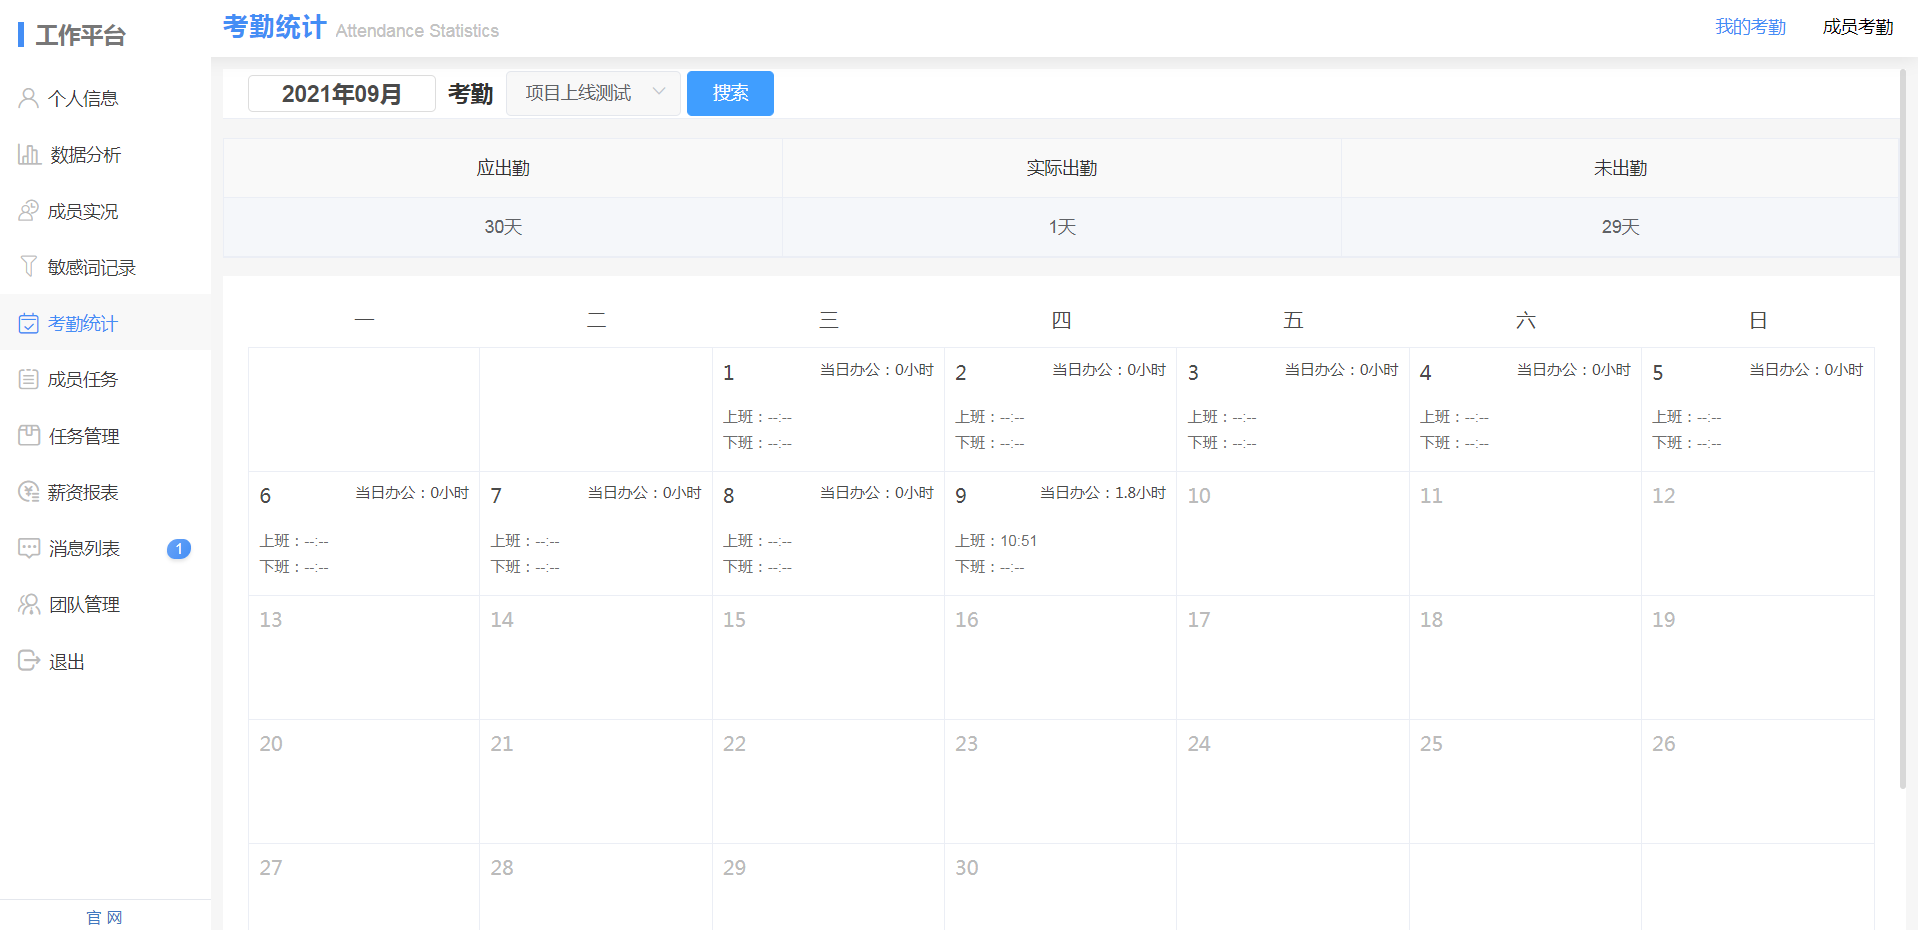 工作平台
考勤统计 Attendance Statistics
我的考勤 成员考勤
个人信息
数据分析
成员实况
敏感词记录
考勤统计
成员任务
任务管理
薪资报表
消息列表 1
团队管理
退出
官 网
2021年09月 考勤 项目上线测试 搜索
应出勤 实际出勤 未出勤
30天 1天 29天
一 二 三 四 五 六 日
1 当日办公：0小时 2 当日办公：0小时 3 当日办公：0小时 4 当日办公：0小时 5 当日办公：0小时
上班：--:-- 上班：--:-- 上班：--:-- 上班：--:-- 上班：--:--
下班：--:-- 下班：--:-- 下班：--:-- 下班：--:-- 下班：--:--
6 当日办公：0小时 7 当日办公：0小时 8 当日办公：0小时 9 当日办公：1.8小时 10 11 12
上班：--:-- 上班：--:-- 上班：--:-- 上班：10:51
下班：--:-- 下班：--:-- 下班：--:-- 下班：--:--
13 14 15 16 17 18 19
20 21 22 23 24 25 26
27 28 29 30